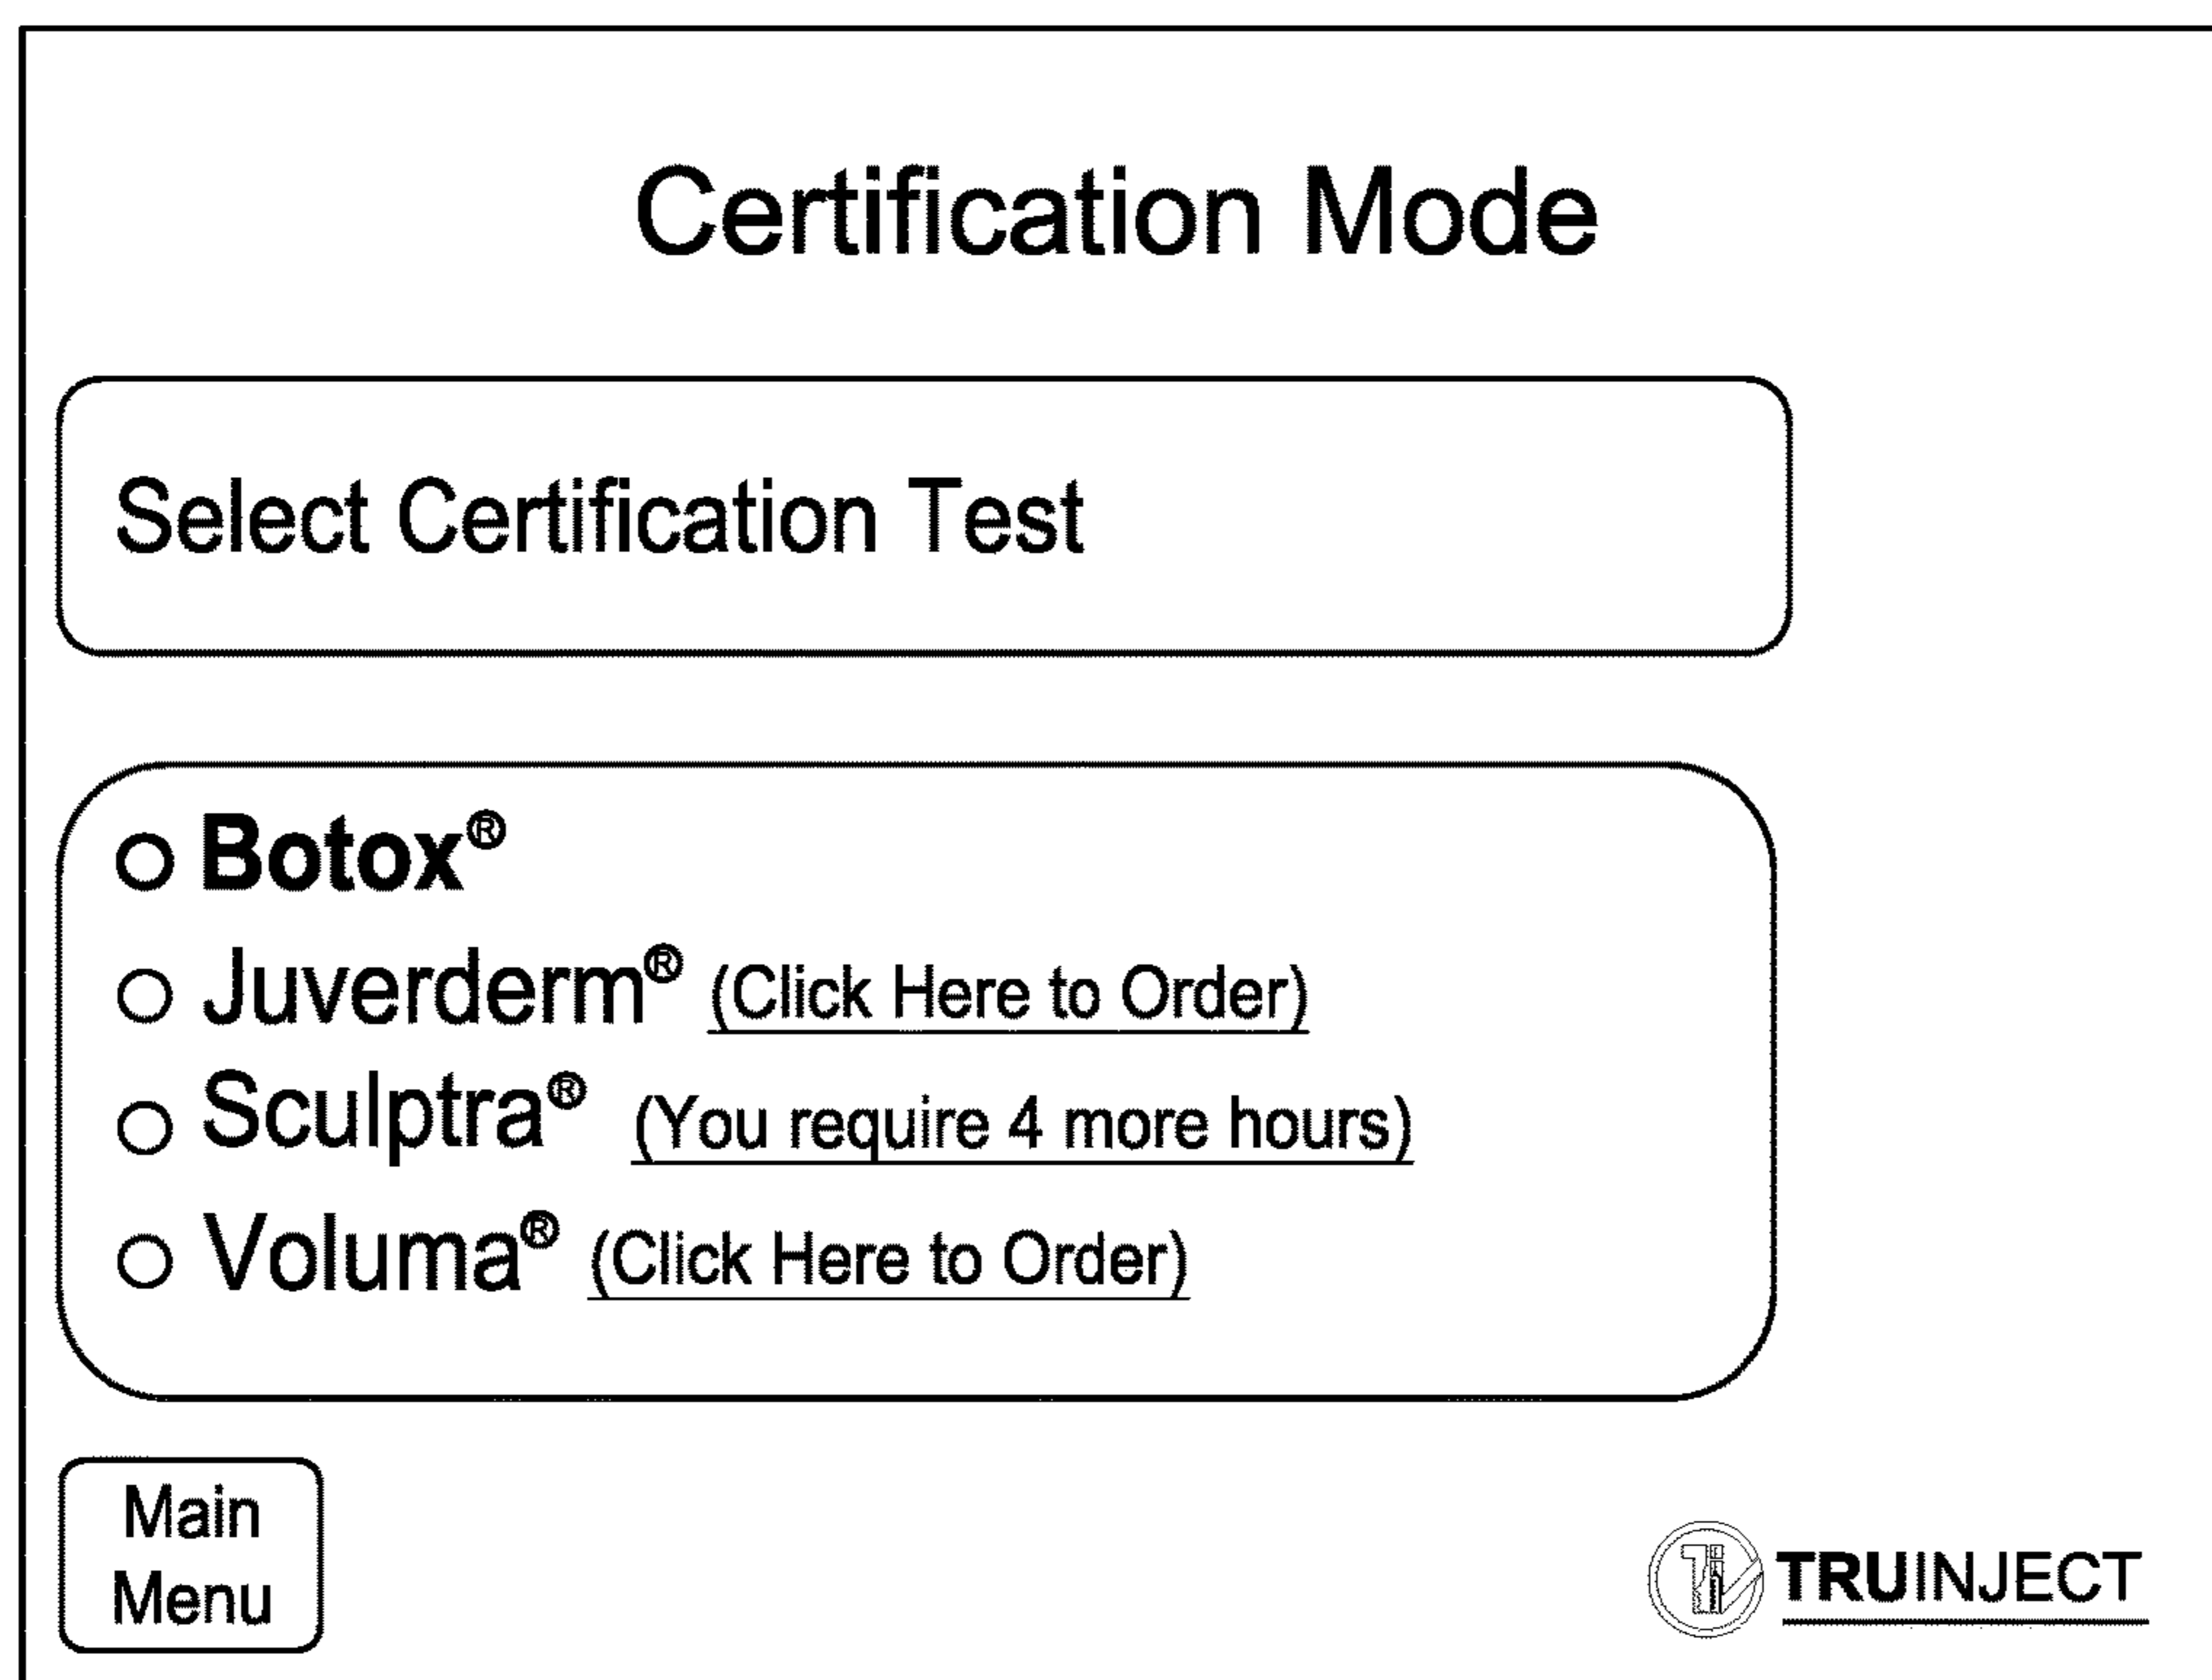 Certification Mode
Select Certification Test
Botox®
Juverderm® (Click Here to Order)
Sculptra® (You require 4 more hours)
Voluma® (Click Here to Order)
Main
Menu
TRUINJECT